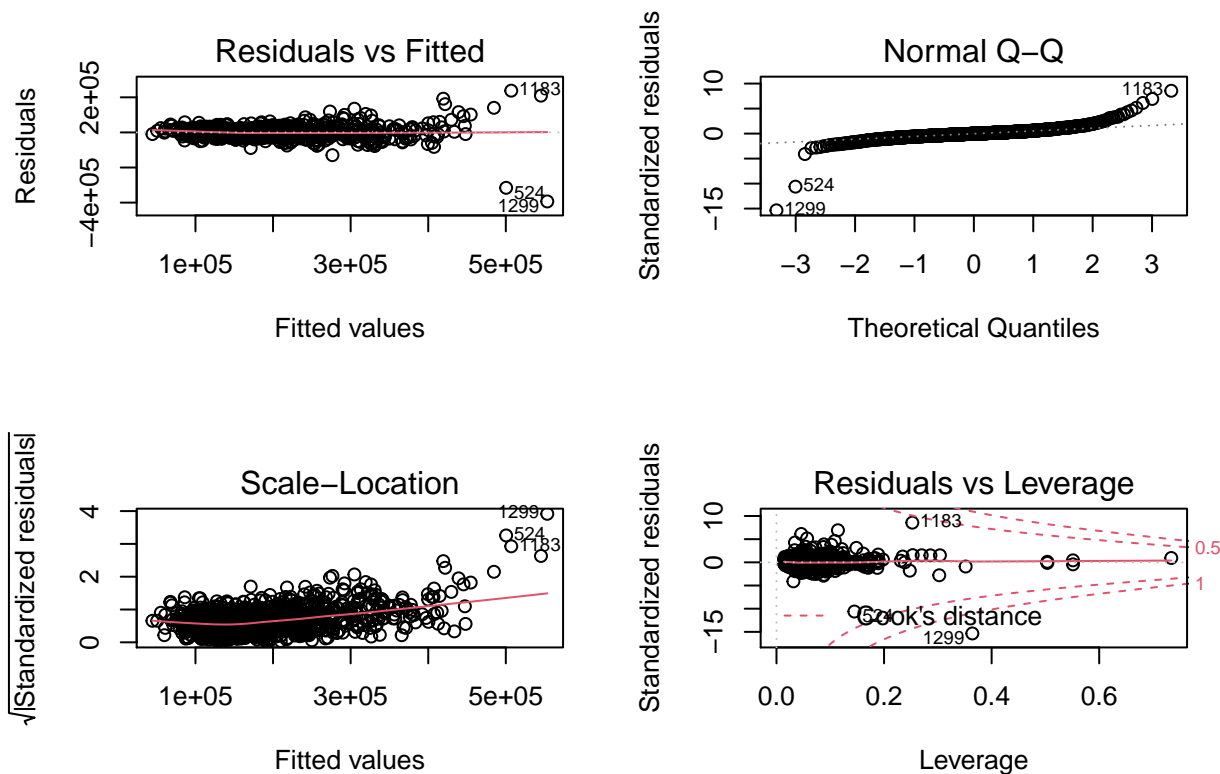 Residuals vs Fitted
Residuals
−4e+05
2e+05
1183
524
1299
1e+05 3e+05 5e+05
Fitted values
Normal Q−Q
Standardized residuals
−15
0
10
1183
524
1299
−3 −2 −1 0 1 2 3
Theoretical Quantiles
Scale−Location
√|Standardized residuals|
0
2
4
1299
524
1183
1e+05 3e+05 5e+05
Fitted values
Residuals vs Leverage
Standardized residuals
−15
0
10
1183
0.5
1
524
Cook's distance
1299
0.0 0.2 0.4 0.6
Leverage